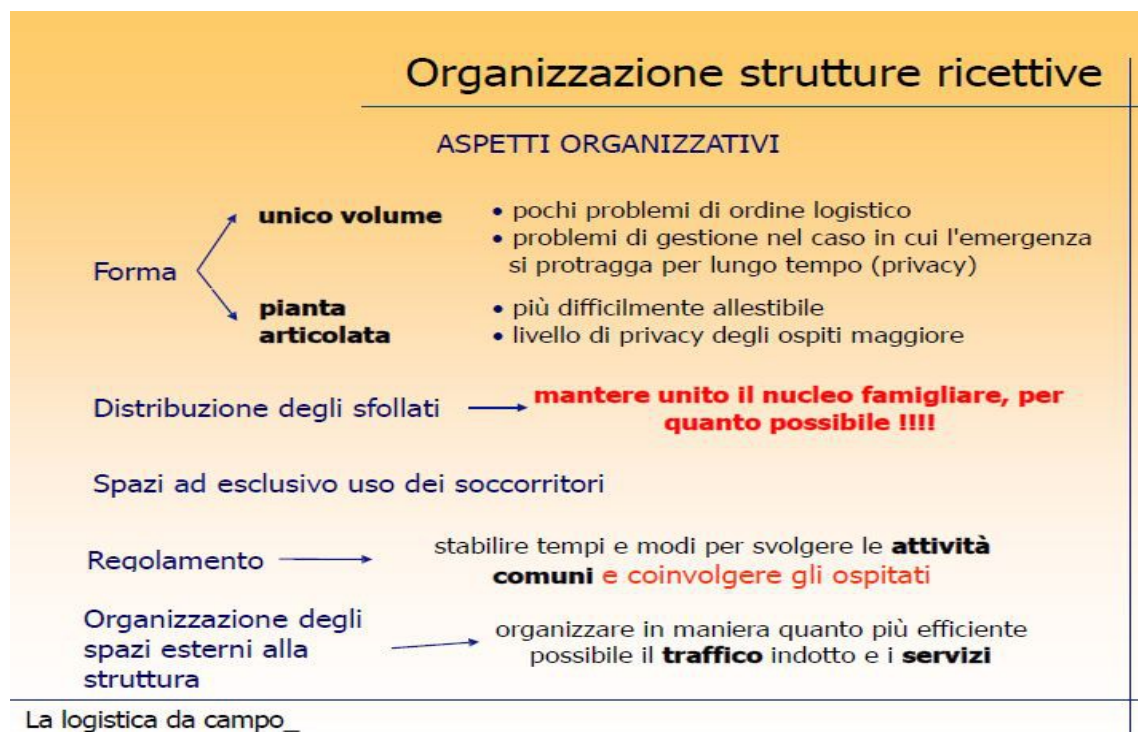 Organizzazione strutture ricettive
ASPETTI ORGANIZZATIVI
Forma
unico volume
• pochi problemi di ordine logistico
• problemi di gestione nel caso in cui l'emergenza
si protragga per lungo tempo (privacy)
pianta
articolata
• più difficilmente allestibile
• livello di privacy degli ospiti maggiore
Distribuzione degli sfollati
mantere unito il nucleo famigliare, per
quanto possibile !!!!
Spazi ad esclusivo uso dei soccorritori
Regolamento
stabilire tempi e modi per svolgere le attività
comuni e coinvolgere gli ospitati
Organizzazione degli
spazi esterni alla
struttura
organizzare in maniera quanto più efficiente
possibile il traffico indotto e i servizi
La logistica da campo_